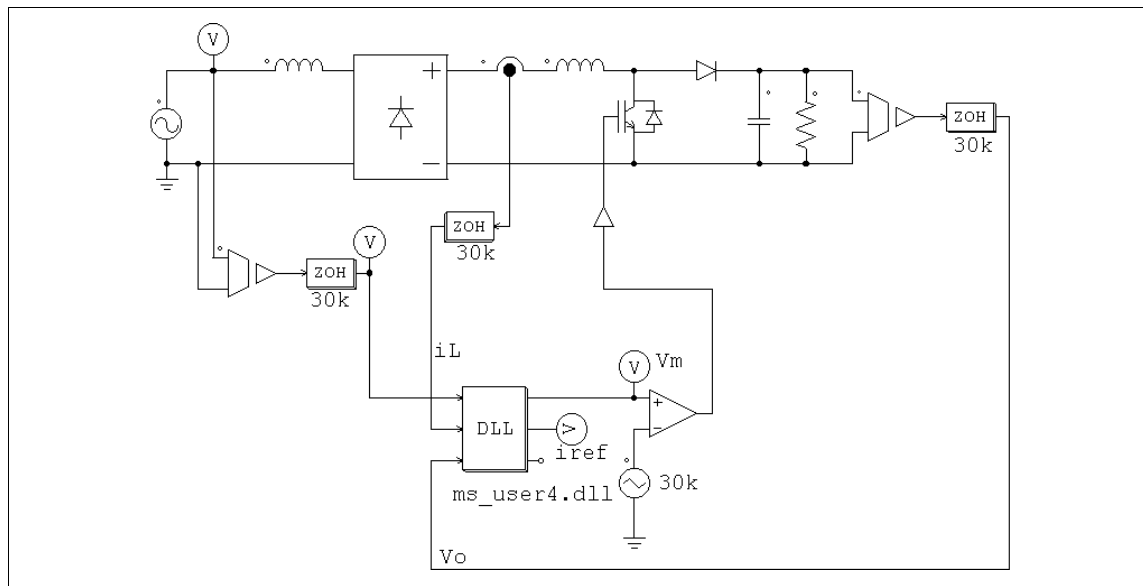 V
ZOH
30k
ZOH
30k
V
ZOH
30k
iL
V
Vm
DLL
V
iref
30k
ms_user4.dll
Vo